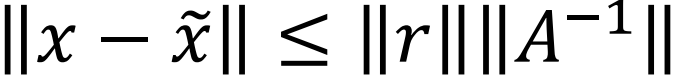 ‖x − x̃‖ ≤ ‖r‖‖A⁻¹‖